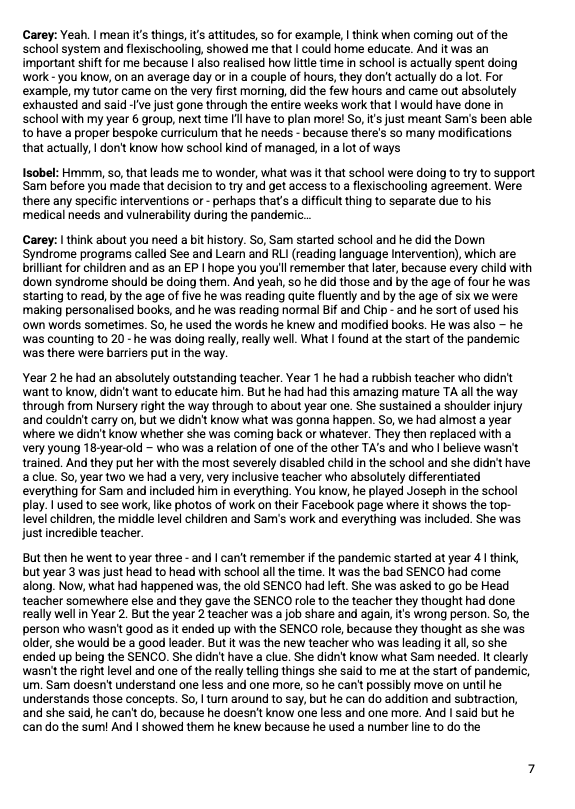 Carey: Yeah. I mean it's things, it's attitudes, so for example, I think when coming out of the
school system and flexischooling, showed me that I could home educate. And it was an
important shift for me because I also realised how little time in school is actually spent doing
work - you know, on an average day or in a couple of hours, they don't actually do a lot. For
example, my tutor came on the very first morning, did the few hours and came out absolutely
exhausted and said -I've just gone through the entire weeks work that I would have done in
school with my year 6 group, next time I'll have to plan more! So, it's just meant Sam's been able
to have a proper bespoke curriculum that he needs - because there's so many modifications
that actually, I don't know how school kind of managed, in a lot of ways
Isobel: Hmmm, so, that leads me to wonder, what was it that school were doing to try to support
Sam before you made that decision to try and get access to a flexischooling agreement. Were
there any specific interventions or - perhaps that's a difficult thing to separate due to his
medical needs and vulnerability during the pandemic…
Carey: I think about you need a bit history. So, Sam started school and he did the Down
Syndrome programs called See and Learn and RLI (reading language Intervention), which are
brilliant for children and as an EP I hope you you'll remember that later, because every child with
down syndrome should be doing them. And yeah, so he did those and by the age of four he was
starting to read, by the age of five he was reading quite fluently and by the age of six we were
making personalised books, and he was reading normal Bif and Chip - and he sort of used his
own words sometimes. So, he used the words he knew and modified books. He was also – he
was counting to 20 - he was doing really, really well. What I found at the start of the pandemic
was there were barriers put in the way.
Year 2 he had an absolutely outstanding teacher. Year 1 he had a rubbish teacher who didn't
want to know, didn't want to educate him. But he had had this amazing mature TA all the way
through from Nursery right the way through to about year one. She sustained a shoulder injury
and couldn't carry on, but we didn't know what was gonna happen. So, we had almost a year
where we didn't know whether she was coming back or whatever. They then replaced with a
very young 18-year-old – who was a relation of one of the other TA's and who I believe wasn't
trained. And they put her with the most severely disabled child in the school and she didn't have
a clue. So, year two we had a very, very inclusive teacher who absolutely differentiated
everything for Sam and included him in everything. You know, he played Joseph in the school
play. I used to see work, like photos of work on their Facebook page where it shows the top-
level children, the middle level children and Sam's work and everything was included. She was
just incredible teacher.
But then he went to year three - and I can't remember if the pandemic started at year 4 I think,
but year 3 was just head to head with school all the time. It was the bad SENCO had come
along. Now, what had happened was, the old SENCO had left. She was asked to go be Head
teacher somewhere else and they gave the SENCO role to the teacher they thought had done
really well in Year 2. But the year 2 teacher was a job share and again, it's wrong person. So, the
person who wasn't good as it ended up with the SENCO role, because they thought as she was
older, she would be a good leader. But it was the new teacher who was leading it all, so she
ended up being the SENCO. She didn't have a clue. She didn't know what Sam needed. It clearly
wasn't the right level and one of the really telling things she said to me at the start of pandemic,
um. Sam doesn't understand one less and one more, so he can't possibly move on until he
understands those concepts. So, I turn around to say, but he can do addition and subtraction,
and she said, he can't do, because he doesn't know one less and one more. And I said but he
can do the sum! And I showed them he knew because he used a number line to do the
7